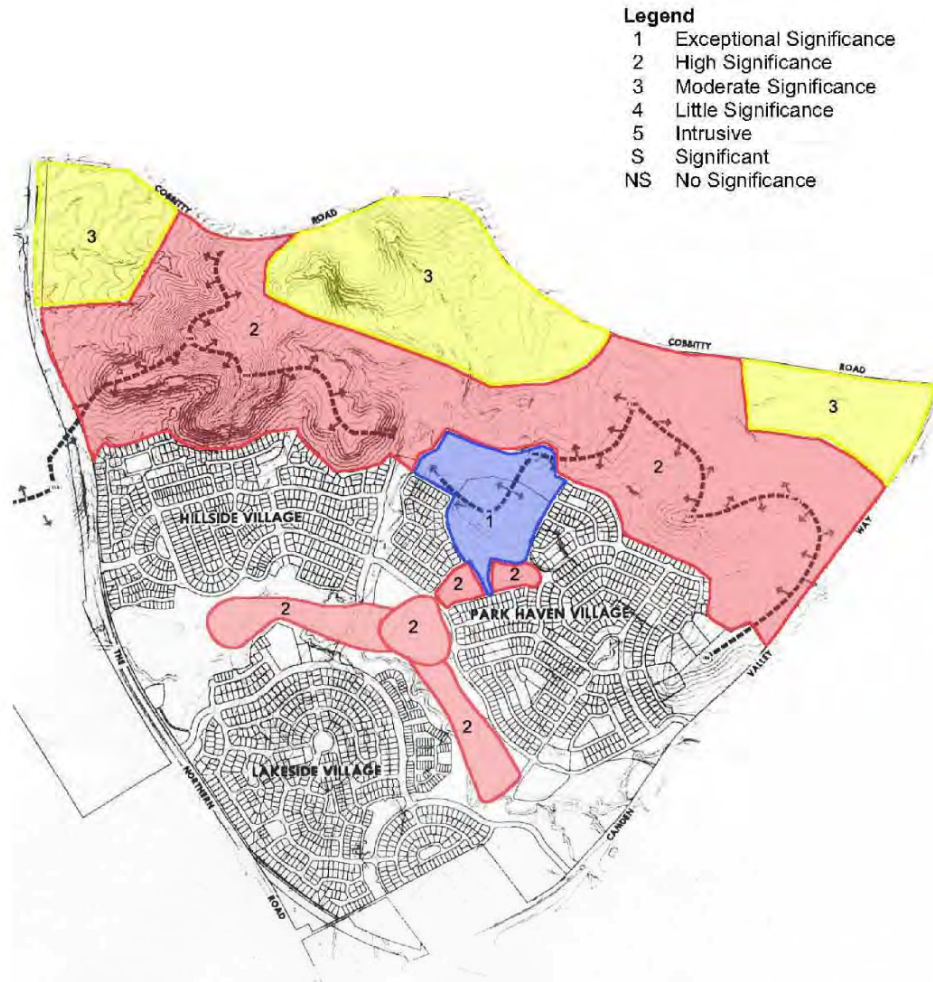 Legend
1 Exceptional Significance
2 High Significance
3 Moderate Significance
4 Little Significance
5 Intrusive
S Significant
NS No Significance
COBBITTY
ROAD
3
3
2
COBBITTY
ROAD
3
2
1
HILLSIDE VILLAGE
2
2
PARK HAVEN VILLAGE
2
2
WAY
THE
VALLEY
2
LAKESIDE VILLAGE
NORTHERN
CAMDEN
ROAD